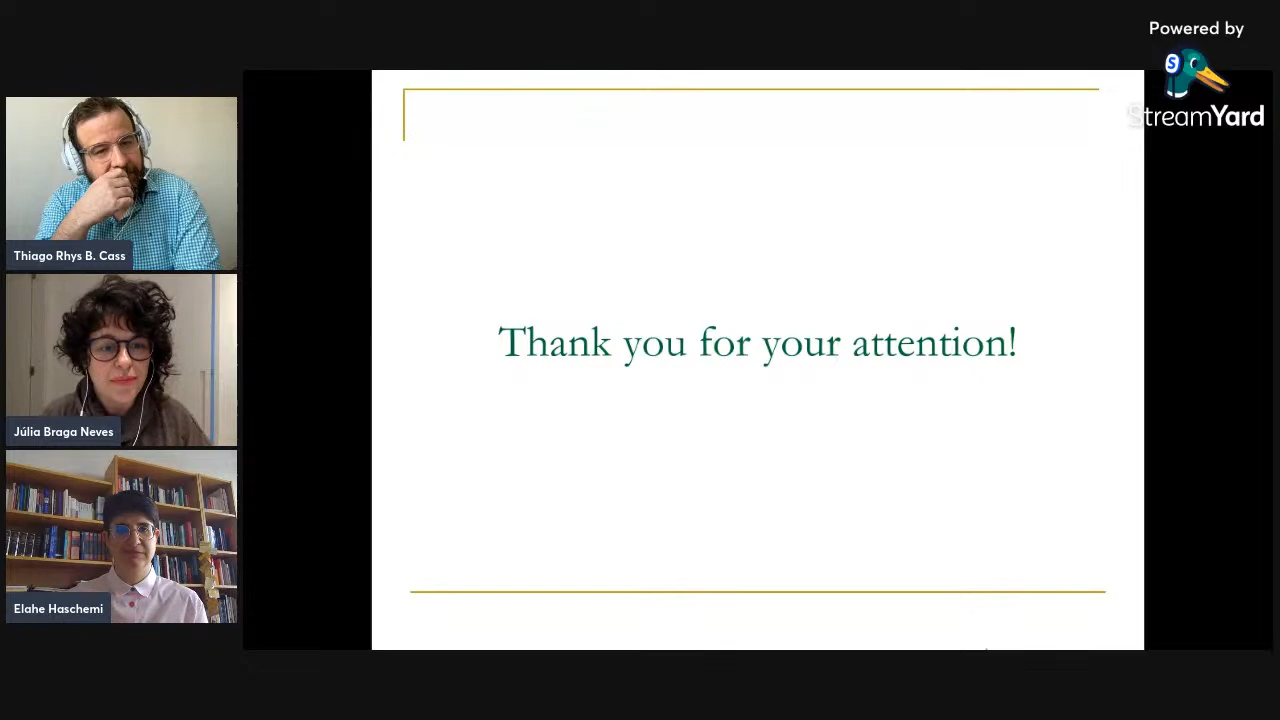 Powered by
StreamYard
Thiago Rhys B. Cass
Júlia Braga Neves
Elahe Haschemi
Thank you for your attention!